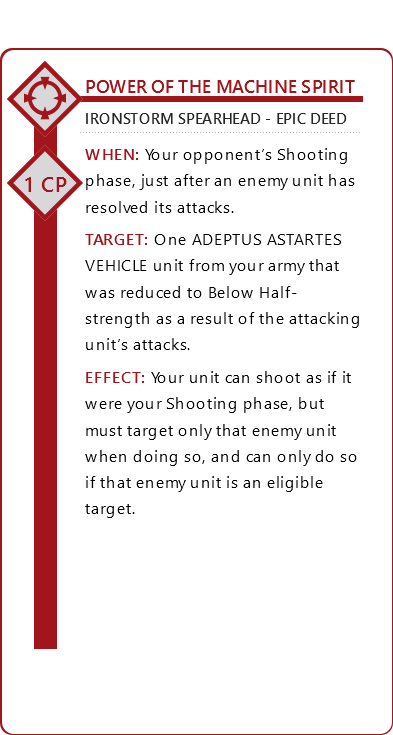 POWER OF THE MACHINE SPIRIT
IRONSTORM SPEARHEAD - EPIC DEED
1 CP
WHEN: Your opponent's Shooting
phase, just after an enemy unit has
resolved its attacks.
TARGET: One ADEPTUS ASTARTES
VEHICLE unit from your army that
was reduced to Below Half-
strength as a result of the attacking
unit's attacks.
EFFECT: Your unit can shoot as if it
were your Shooting phase, but
must target only that enemy unit
when doing so, and can only do so
if that enemy unit is an eligible
target.